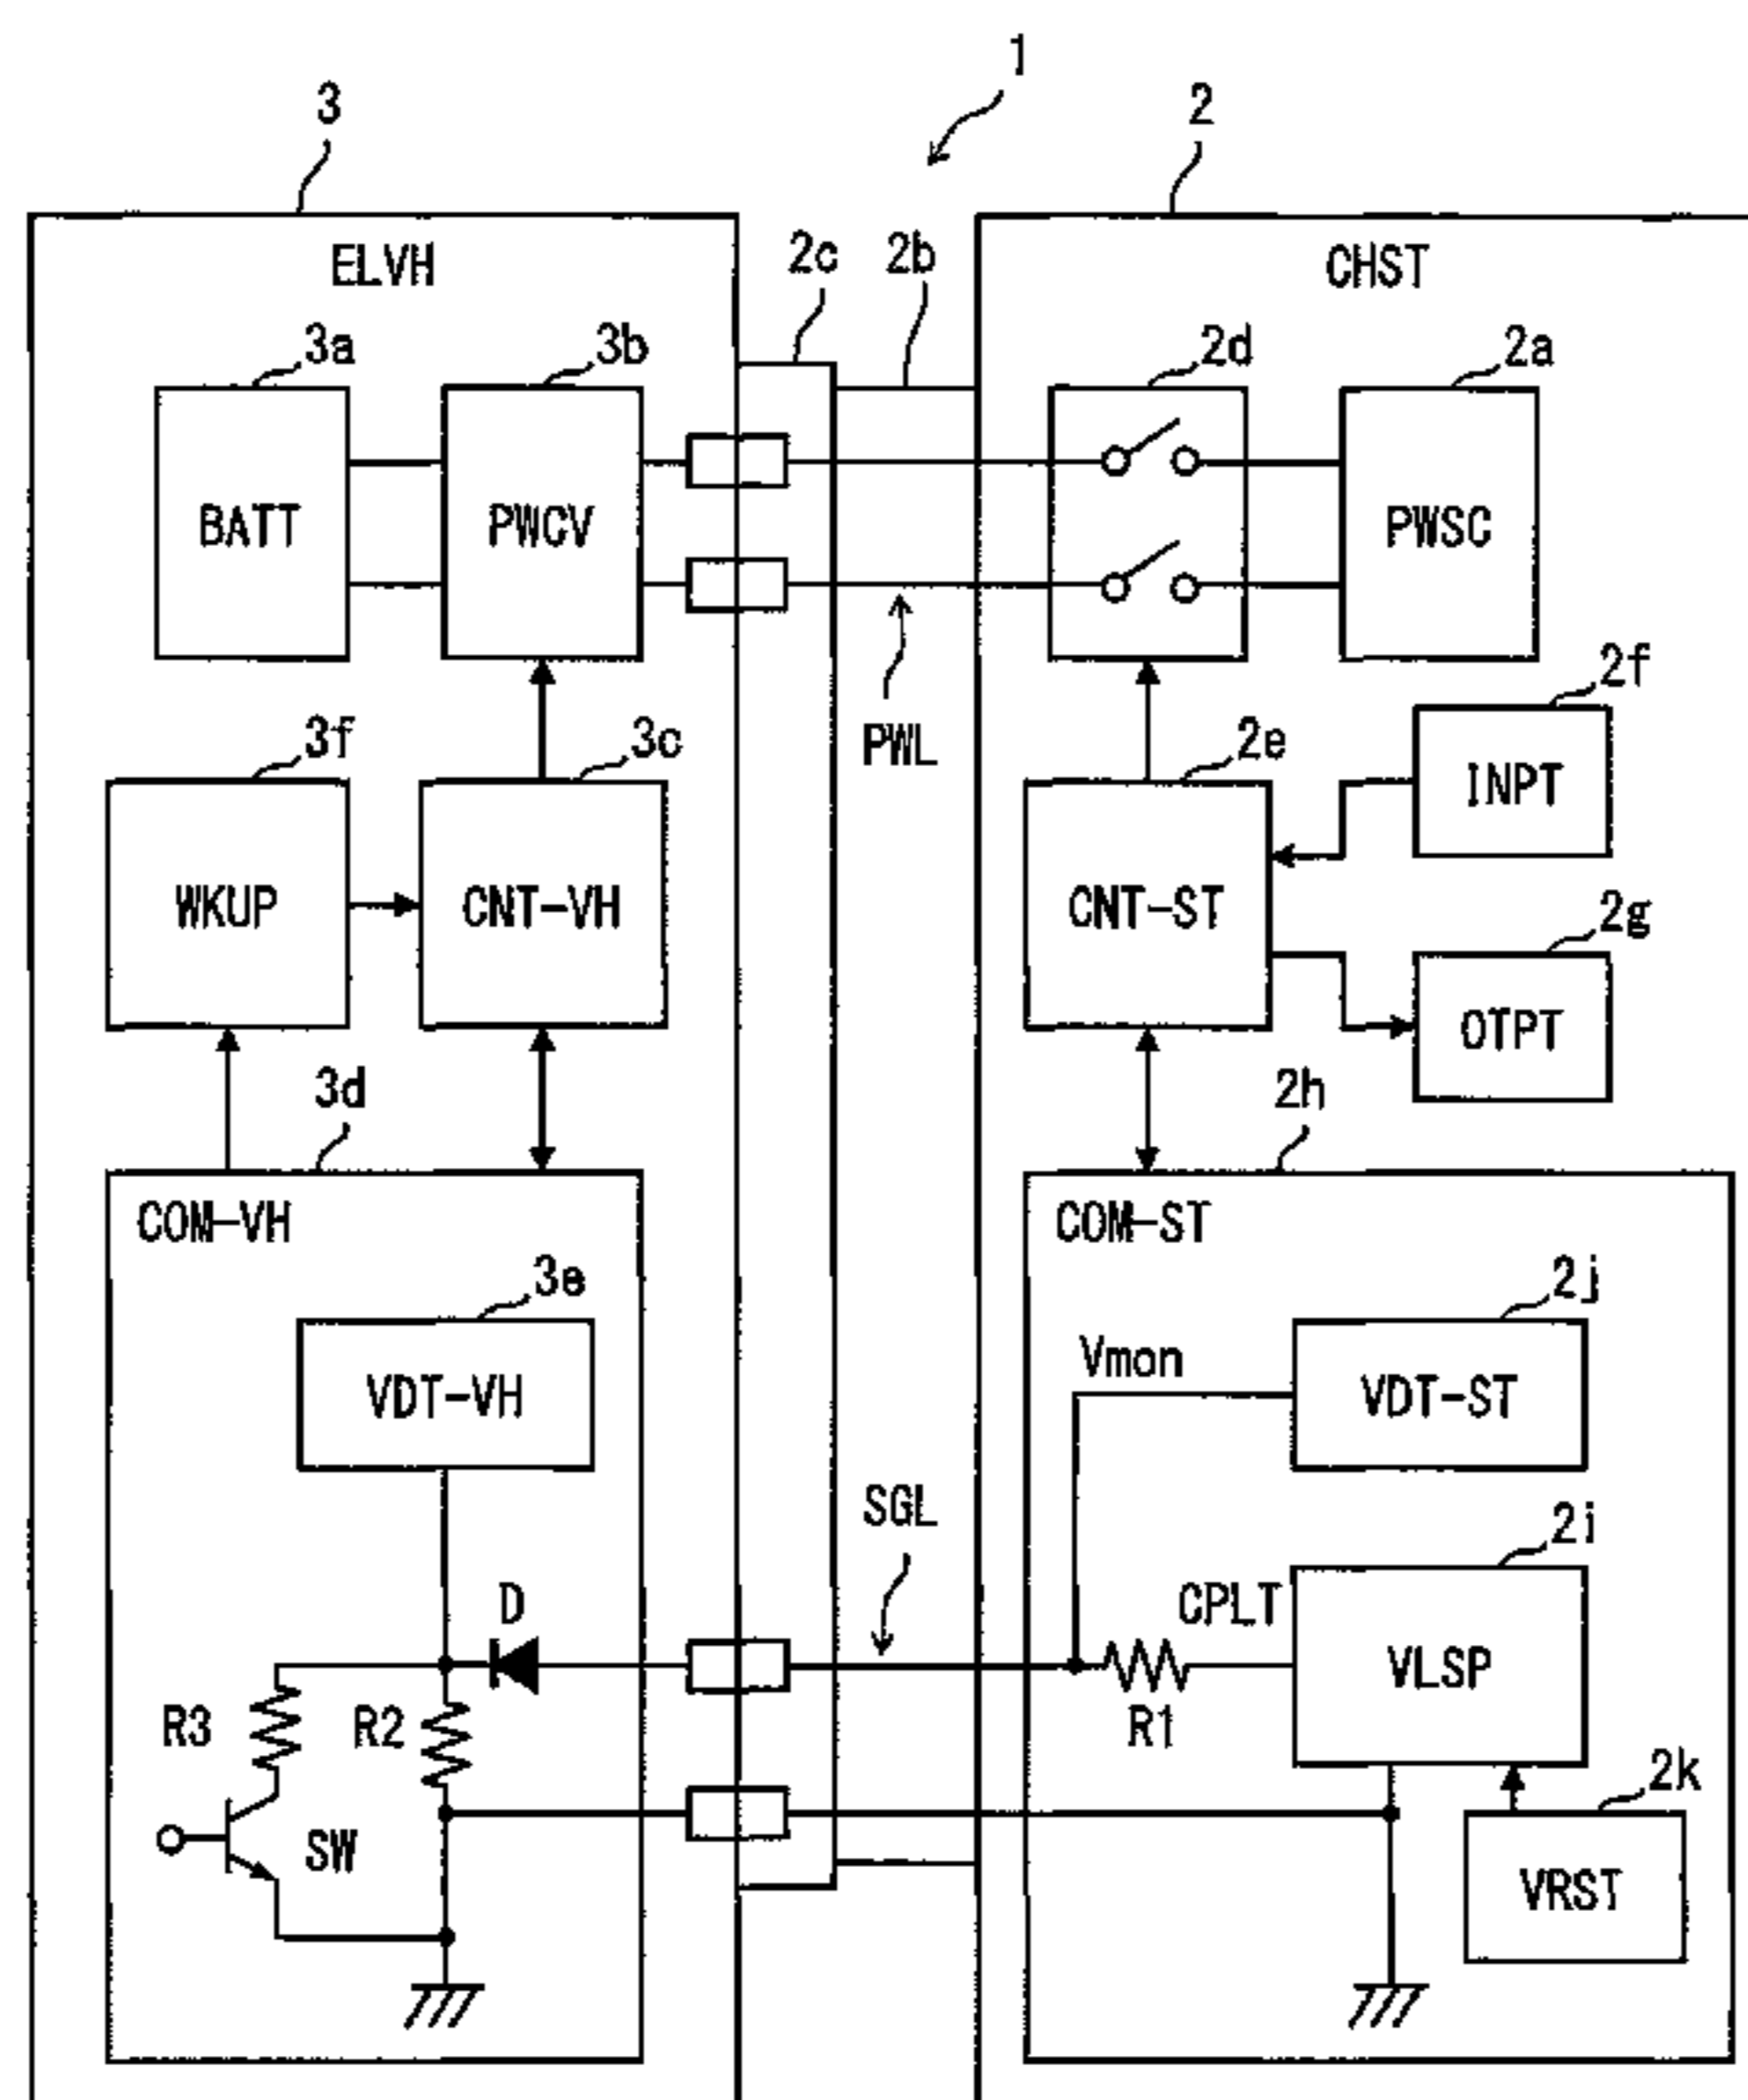 1
3
2
ELVH
2c
2b
CHST
3a
3b
2d
2a
BATT
PWCV
PWSC
2f
3f
3c
PWL
2e
INPT
WKUP
CNT-VH
CNT-ST
2g
OTPT
3d
2h
COM-VH
COM-ST
3e
2j
Vmon
VDT-VH
VDT-ST
SGL
2i
D
CPLT
VLSP
R3
R2
R1
2k
SW
VRST